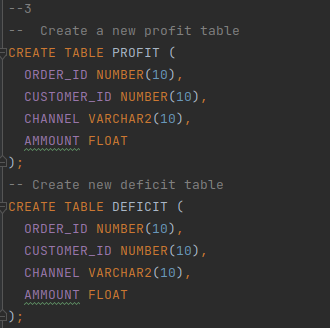 --3
--  Create a new profit table
CREATE TABLE PROFIT (
  ORDER_ID NUMBER(10),
  CUSTOMER_ID NUMBER(10),
  CHANNEL VARCHAR2(10),
  AMMOUNT FLOAT
);
-- Create new deficit table
CREATE TABLE DEFICIT (
  ORDER_ID NUMBER(10),
  CUSTOMER_ID NUMBER(10),
  CHANNEL VARCHAR2(10),
  AMMOUNT FLOAT
);